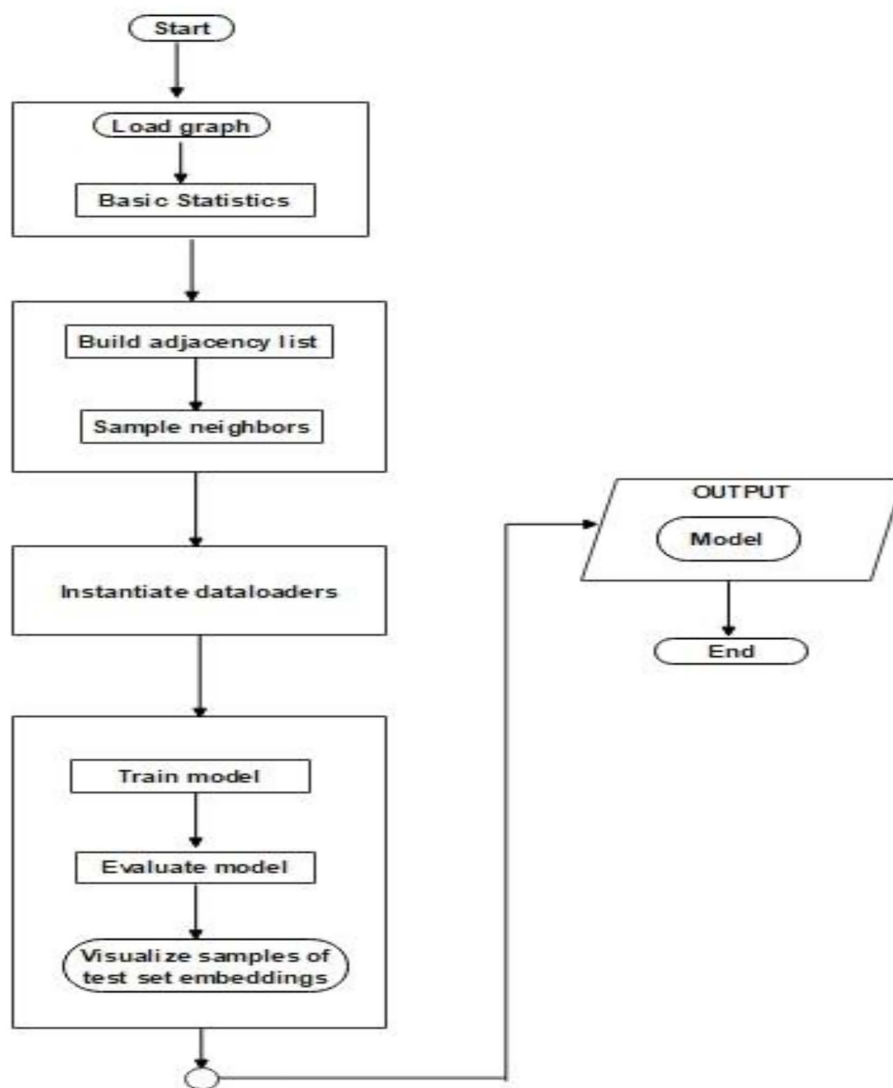 Start
Load graph
Basic Statistics
Build adjacency list
Sample neighbors
Instantiate dataloaders
Train model
Evaluate model
Visualize samples of
test set embeddings
OUTPUT
Model
End